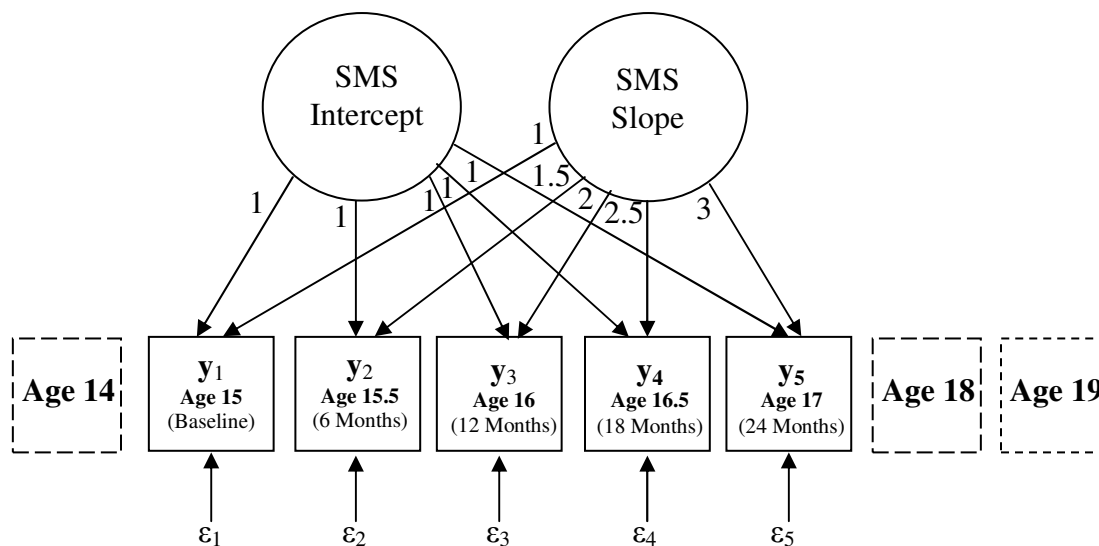 SMS
Intercept
SMS
Slope
1
1
1
1
1
1
1.5
2
2.5
3
Age 14
y₁
Age 15
(Baseline)
y₂
Age 15.5
(6 Months)
y₃
Age 16
(12 Months)
y₄
Age 16.5
(18 Months)
y₅
Age 17
(24 Months)
Age 18
Age 19
ε₁
ε₂
ε₃
ε₄
ε₅